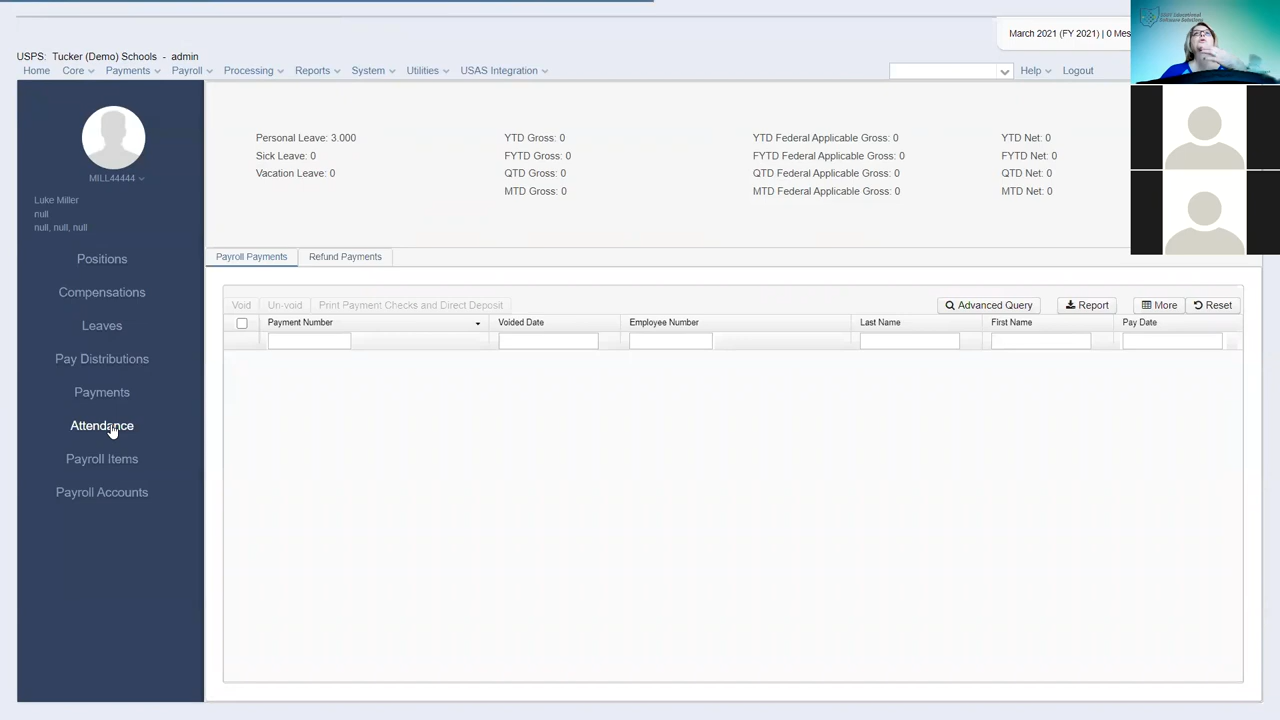 March 2021 (FY 2021) | 0 Mes
USPS: Tucker (Demo) Schools - admin
Home Core Payments Payroll Processing Reports System Utilities USAS Integration Help Logout
MILL44444
Luke Miller
null
null, null, null
Positions
Compensations
Leaves
Pay Distributions
Payments
Attendance
Payroll Items
Payroll Accounts
Personal Leave: 3.000 YTD Gross: 0 YTD Federal Applicable Gross: 0 YTD Net: 0
Sick Leave: 0 FYTD Gross: 0 FYTD Federal Applicable Gross: 0 FYTD Net: 0
Vacation Leave: 0 QTD Gross: 0 QTD Federal Applicable Gross: 0 QTD Net: 0
MTD Gross: 0 MTD Federal Applicable Gross: 0 MTD Net: 0
Payroll Payments Refund Payments
Void Un-void Print Payment Checks and Direct Deposit Advanced Query Report More Reset
Payment Number Voided Date Employee Number Last Name First Name Pay Date